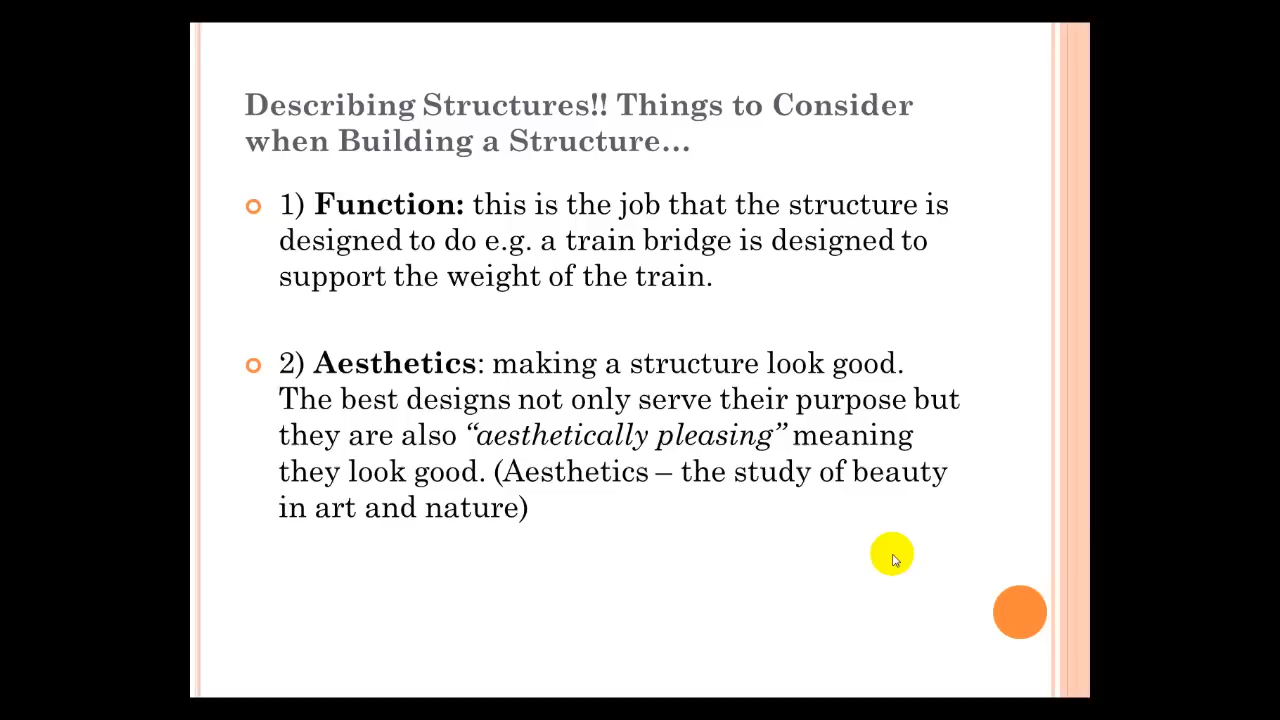 Describing Structures!! Things to Consider
when Building a Structure…
1) Function: this is the job that the structure is
designed to do e.g. a train bridge is designed to
support the weight of the train.
2) Aesthetics: making a structure look good.
The best designs not only serve their purpose but
they are also “aesthetically pleasing” meaning
they look good. (Aesthetics – the study of beauty
in art and nature)